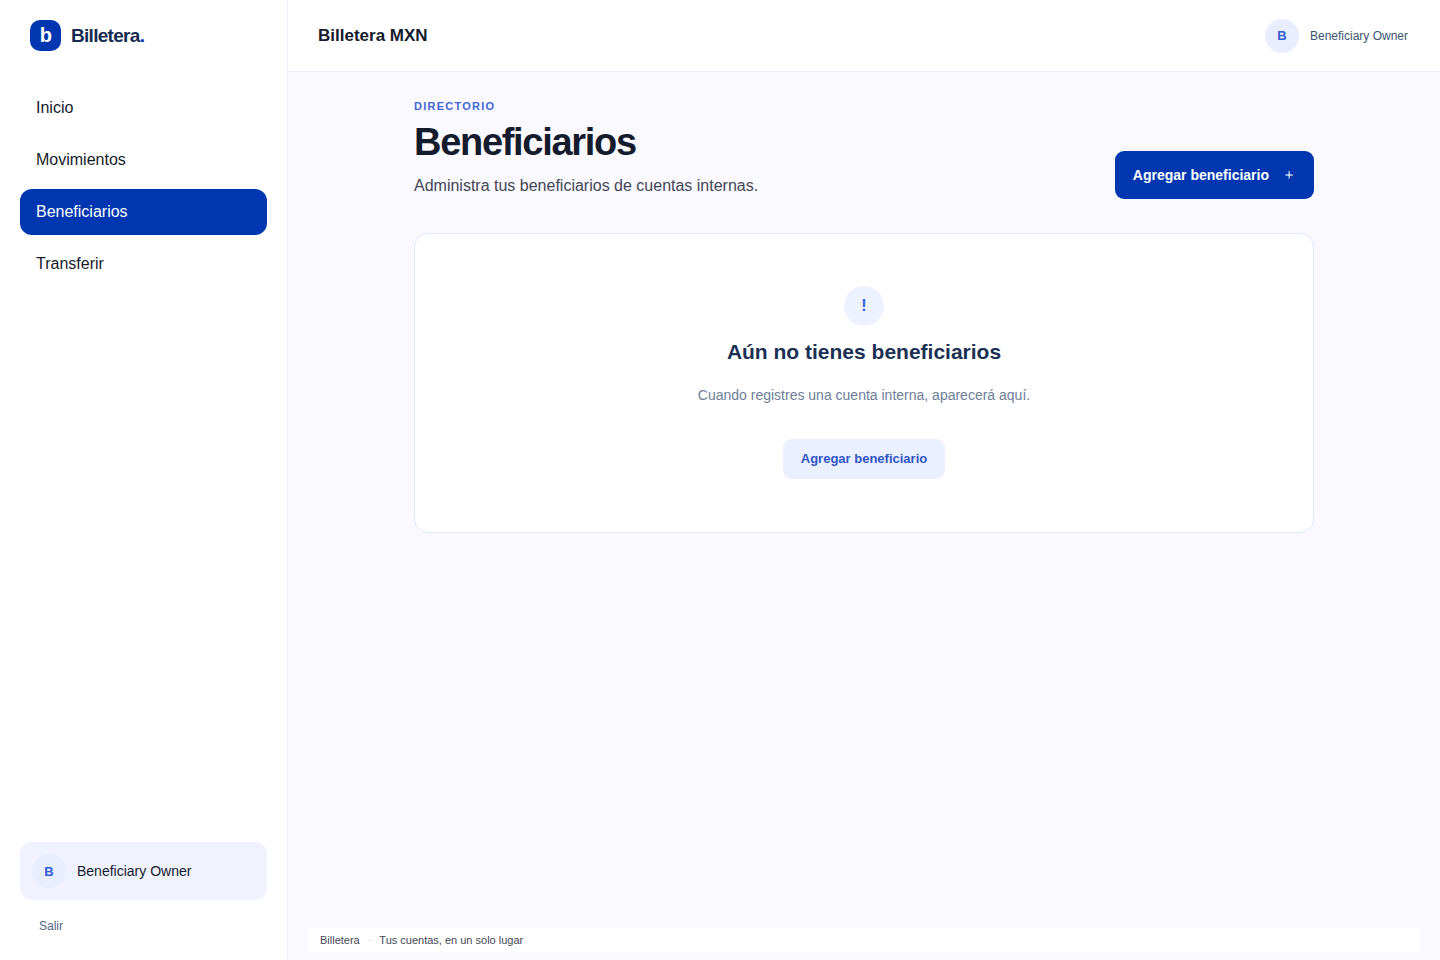 b Billetera.
Billetera MXN
B Beneficiary Owner
Inicio
Movimientos
Beneficiarios
Transferir
DIRECTORIO
Beneficiarios
Administra tus beneficiarios de cuentas internas.
Agregar beneficiario +
!
Aún no tienes beneficiarios
Cuando registres una cuenta interna, aparecerá aquí.
Agregar beneficiario
B Beneficiary Owner
Salir
Billetera · Tus cuentas, en un solo lugar